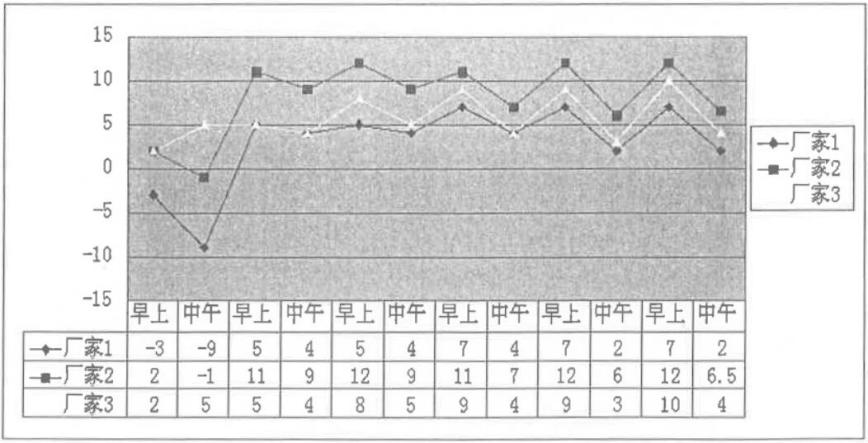 15
10
5
0
-5
-10
-15
厂家1
厂家2
厂家3
早上 中午 早上 中午 早上 中午 早上 中午 早上 中午 早上 中午
厂家1 -3 -9 5 4 5 4 7 4 7 2 7 2
厂家2 2 -1 11 9 12 9 11 7 12 6 12 6.5
厂家3 2 5 5 4 8 5 9 4 9 3 10 4